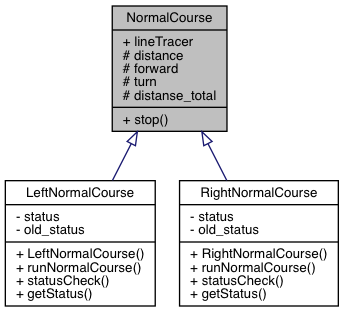 NormalCourse
+ lineTracer
# distance
# forward
# turn
# distanse_total
+ stop()
LeftNormalCourse
- status
- old_status
+ LeftNormalCourse()
+ runNormalCourse()
+ statusCheck()
+ getStatus()
RightNormalCourse
- status
- old_status
+ RightNormalCourse()
+ runNormalCourse()
+ statusCheck()
+ getStatus()